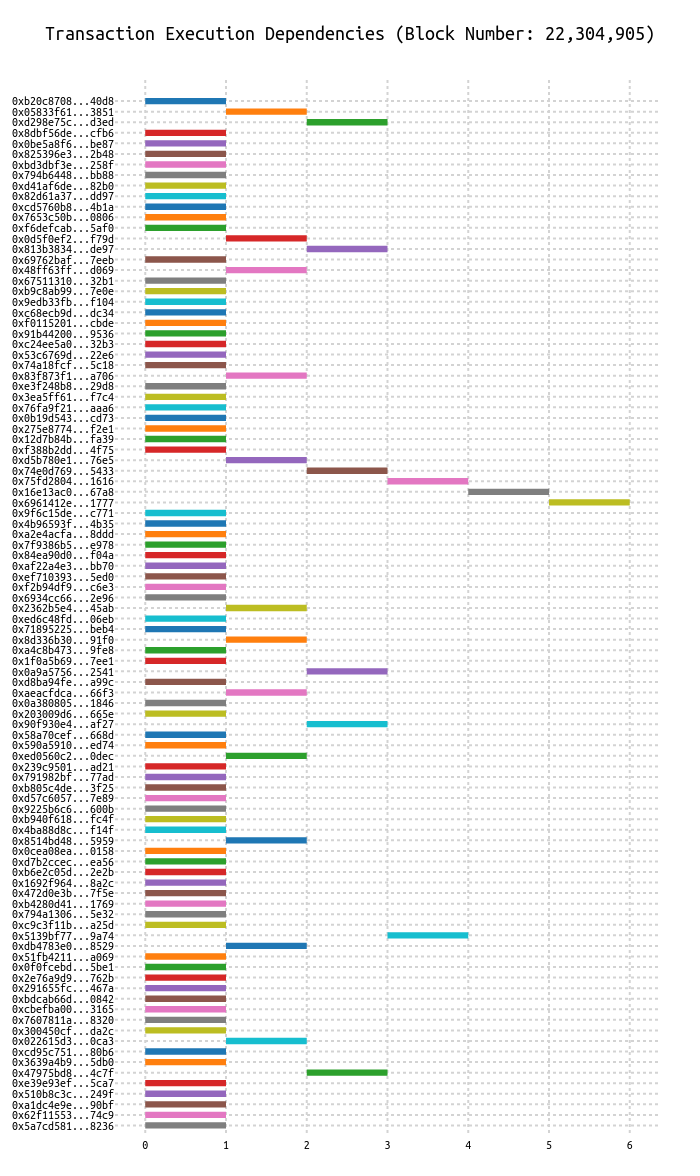 Transaction Execution Dependencies (Block Number: 22,304,905)
0xb20c8708...40d8
0x05833f61...3851
0xd298e75c...d3ed
0x8dbf56de...cfb6
0x0be5a8f6...be87
0x825396e3...2b48
0xbd3dbf3e...258f
0x794b6448...bb88
0xd41af6de...82b0
0x82d61a37...dd97
0xcd5760b8...4b1a
0x7653c50b...0806
0xf6defcab...5af0
0x0d5f0ef2...f79d
0x813b3834...de97
0x69762baf...7eeb
0x48ff63ff...d069
0x67511310...32b1
0xb9c8ab99...7e0e
0x9edb33fb...f104
0xc68ecb9d...dc34
0xf0115201...cbde
0x91b44200...9536
0xc24ee5a0...32b3
0x53c6769d...22e6
0x74a18fcf...5c18
0x83f873f1...a706
0xe3f248b8...29d8
0x3ea5ff61...f7c4
0x76fa9f21...aaa6
0x0b19d543...cd73
0x275e8774...f2e1
0x12d7b84b...fa39
0xf388b2dd...4f75
0xd5b780e1...76e5
0x74e0d769...5433
0x75fd2804...1616
0x16e13ac0...67a8
0x6961412e...1777
0x9f6c15de...c771
0x4b96593f...4b35
0xa2e4acfa...8ddd
0x7f9386b5...e978
0x84ea90d0...f04a
0xaf22a4e3...bb70
0xef710393...5ed0
0xf2b94df9...c6e3
0x6934cc66...2e96
0x2362b5e4...45ab
0xed6c48fd...06eb
0x71895225...beb4
0x8d336b30...91f0
0xa4c8b473...9fe8
0x1f0a5b69...7ee1
0x0a9a5756...2541
0xd8ba94fe...a99c
0xaeacfdca...66f3
0x0a380805...1846
0x203009d6...665e
0x90f930e4...af27
0x58a70cef...668d
0x590a5910...ed74
0xed0560c2...0dec
0x239c9501...ad21
0x791982bf...77ad
0xb805c4de...3f25
0xd57c6057...7e89
0x9225b6c6...600b
0xb940f618...fc4f
0x4ba88d8c...f14f
0x8514bd48...5959
0x0cea08ea...0158
0xd7b2ccec...ea56
0xb6e2c05d...2e2b
0x1692f964...8a2c
0x472d0e3b...7f5e
0xb4280d41...1769
0x794a1306...5e32
0xc9c3f11b...a25d
0x5139bf77...9a74
0xdb4783e0...8529
0x51fb4211...a069
0x0f0fcebd...5be1
0x2e76a9d9...762b
0x291655fc...467a
0xbdcab66d...0842
0xcbefba00...3165
0x7607811a...8320
0x300450cf...da2c
0x022615d3...0ca3
0xcd95c751...80b6
0x3639a4b9...5db0
0x47975bd8...4c7f
0xe39e93ef...5ca7
0x510b8c3c...249f
0xa1dc4e9e...90bf
0x62f11553...74c9
0x5a7cd581...8236
0 1 2 3 4 5 6